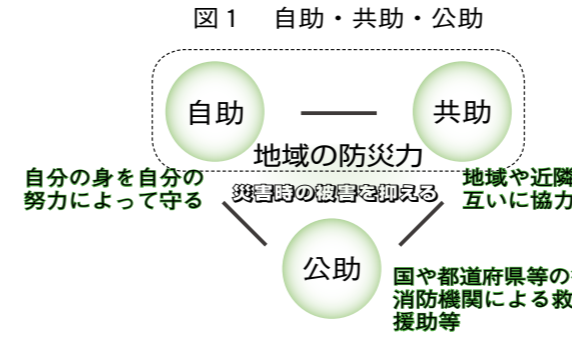 図1　自助・共助・公助
自助
共助
地域の防災力
自分の身を自分の
努力によって守る
災害時の被害を抑える
地域や近隣
互いに協力
公助
国や都道府県等の
消防機関による救
援助等